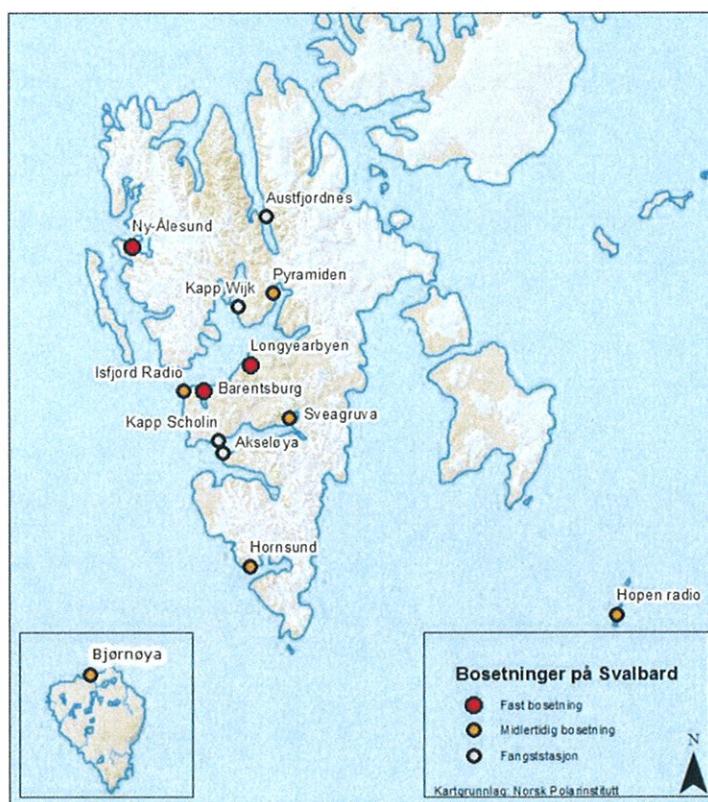 Austfjordnes
Ny-Ålesund
Kapp Wijk
Pyramiden
Longyearbyen
Isfjord Radio
Barentsburg
Kapp Scholin
Sveagruva
Akseløya
Hornsund
Hopen radio
Bjørnøya
Bosetninger på Svalbard
Fast bosetning
Midlertidig bosetning
Fangststasjon
N
Kartgrunnlag: Norsk Polarinstitutt